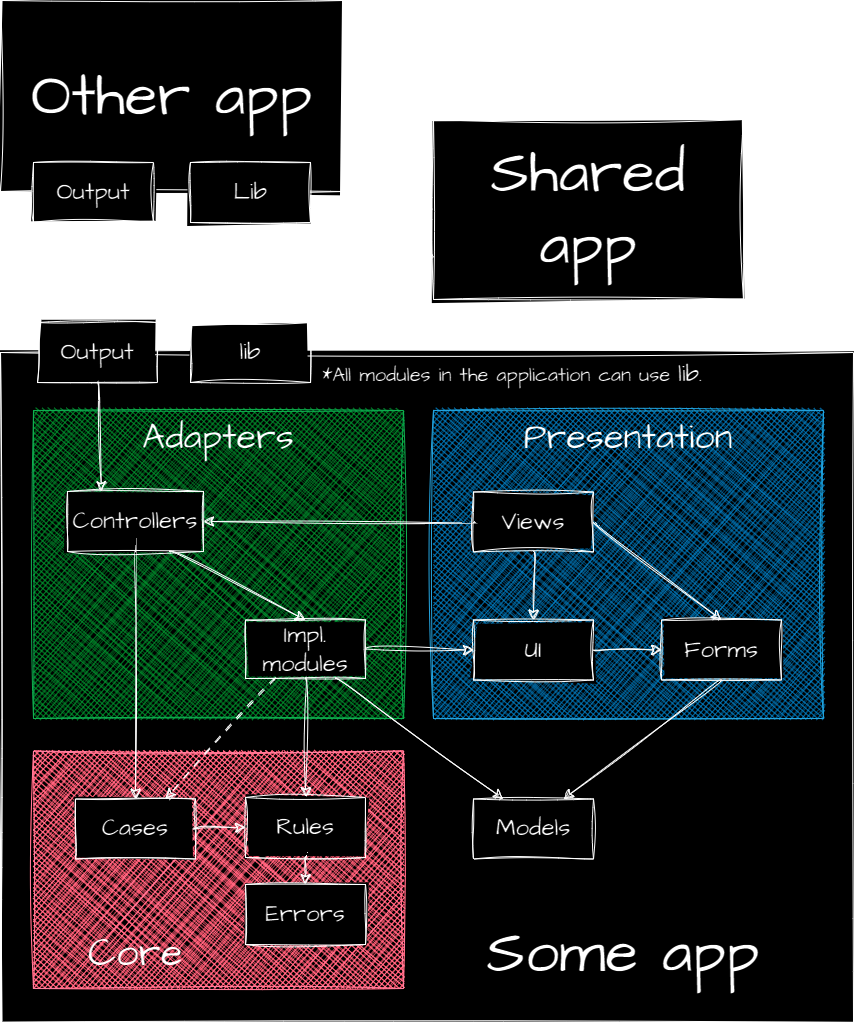 Other app
Output
Lib
Shared
app
Output
lib
*All modules in the application can use lib.
Adapters
Presentation
Controllers
Views
Impl.
modules
UI
Forms
Cases
Rules
Models
Errors
Core
Some app